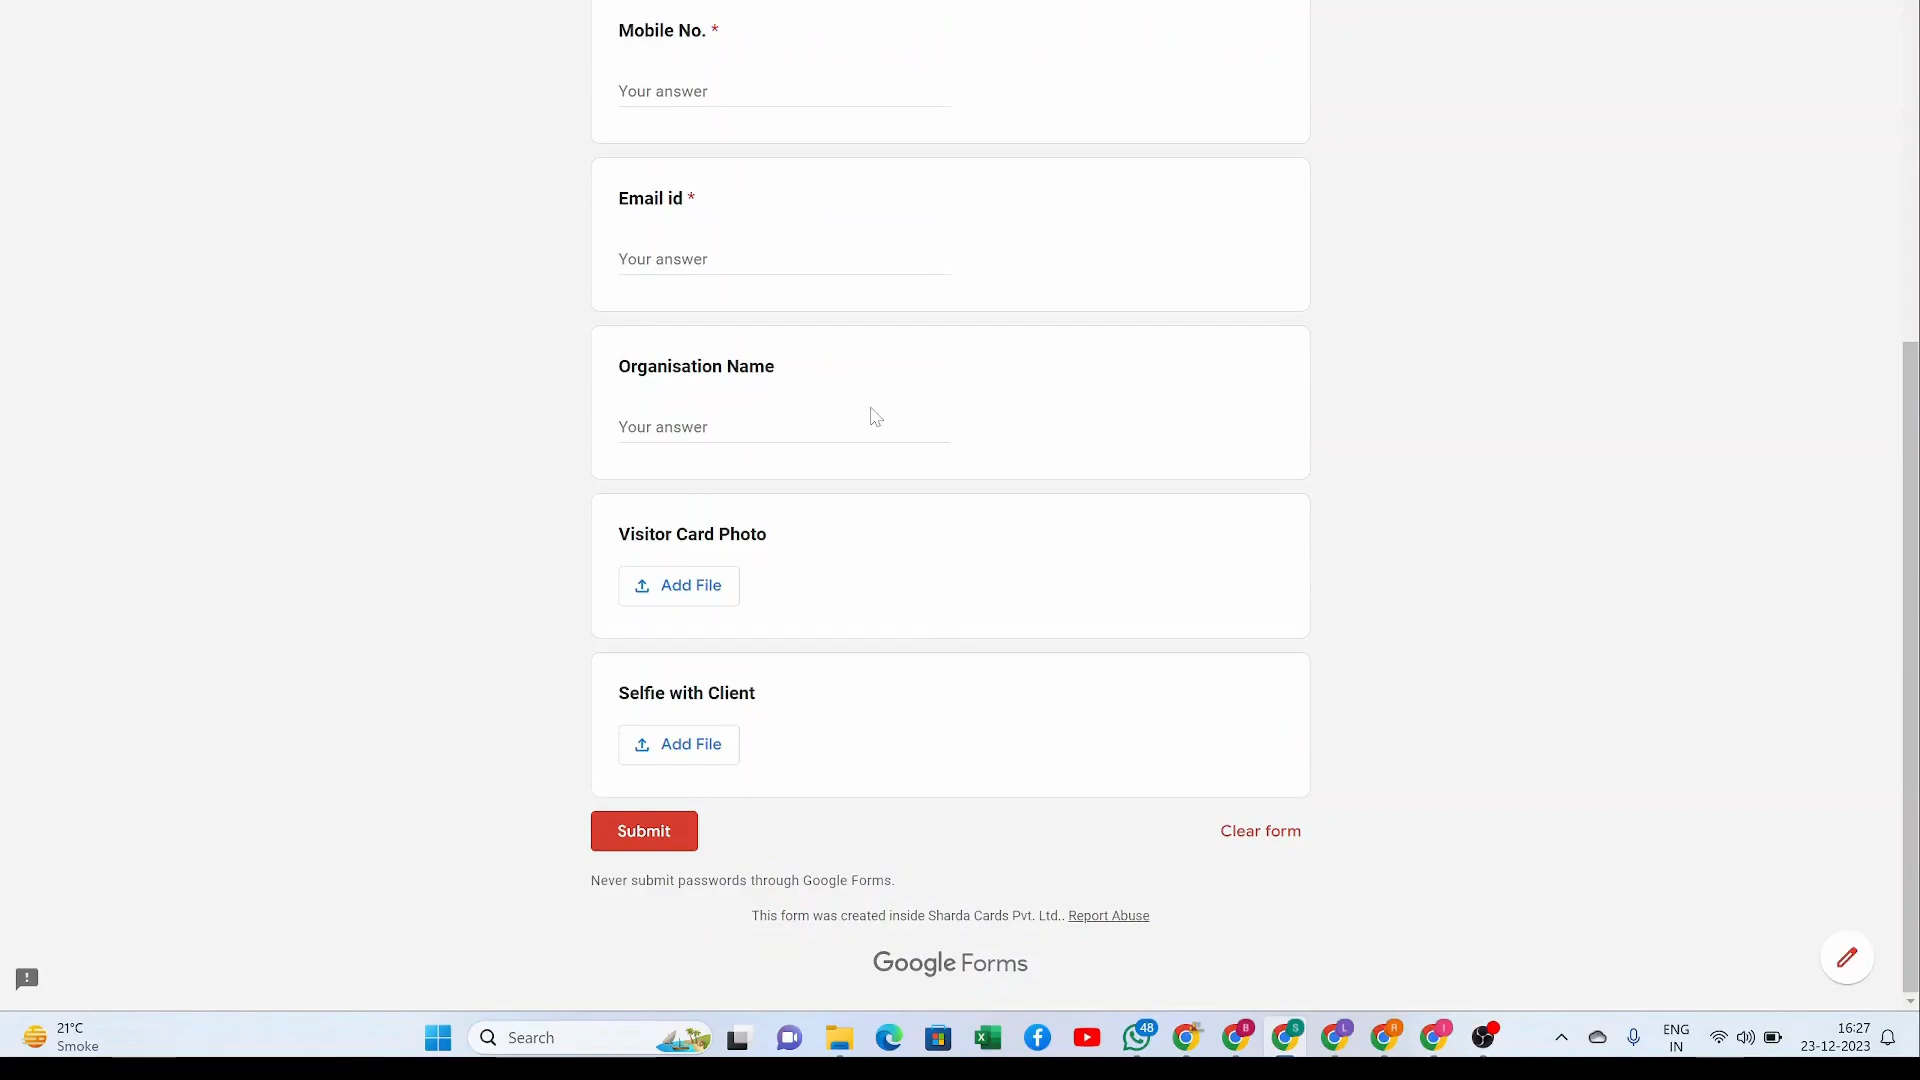 Mobile No. *
Your answer
Email id *
Your answer
Organisation Name
Your answer
Visitor Card Photo
Add File
Selfie with Client
Add File
Submit
Clear form
Never submit passwords through Google Forms.
This form was created inside Sharda Cards Pvt. Ltd.. Report Abuse
Google Forms
21°C
Smoke
Search
48
B
S
L
R
I
ENG
IN
16:27
23-12-2023